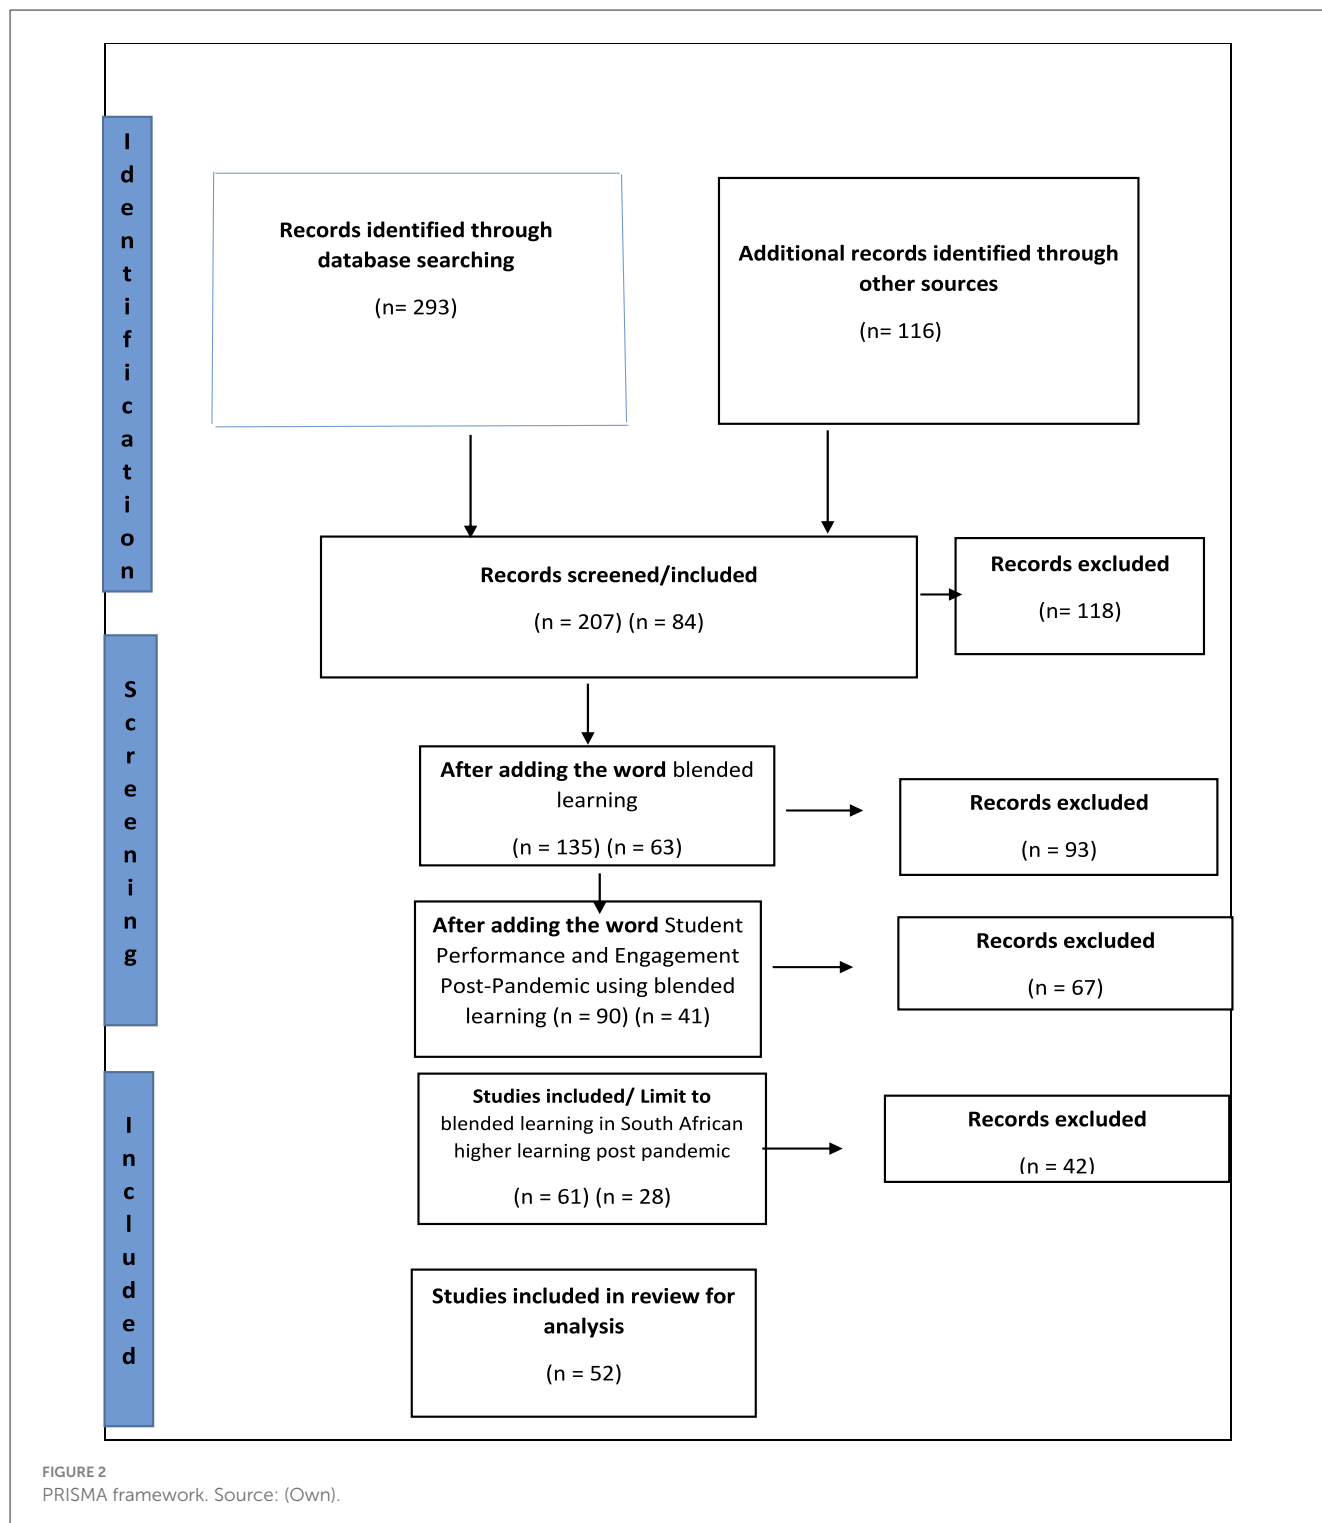 Identification
Records identified through
database searching
(n= 293)
Additional records identified through
other sources
(n= 116)
Records screened/included
(n = 207) (n = 84)
Records excluded
(n= 118)
Screening
After adding the word blended
learning
(n = 135) (n = 63)
Records excluded
(n = 93)
After adding the word Student
Performance and Engagement
Post-Pandemic using blended
learning (n = 90) (n = 41)
Records excluded
(n = 67)
Included
Studies included/ Limit to
blended learning in South African
higher learning post pandemic
(n = 61) (n = 28)
Records excluded
(n = 42)
Studies included in review for
analysis
(n = 52)
FIGURE 2
PRISMA framework. Source: (Own).